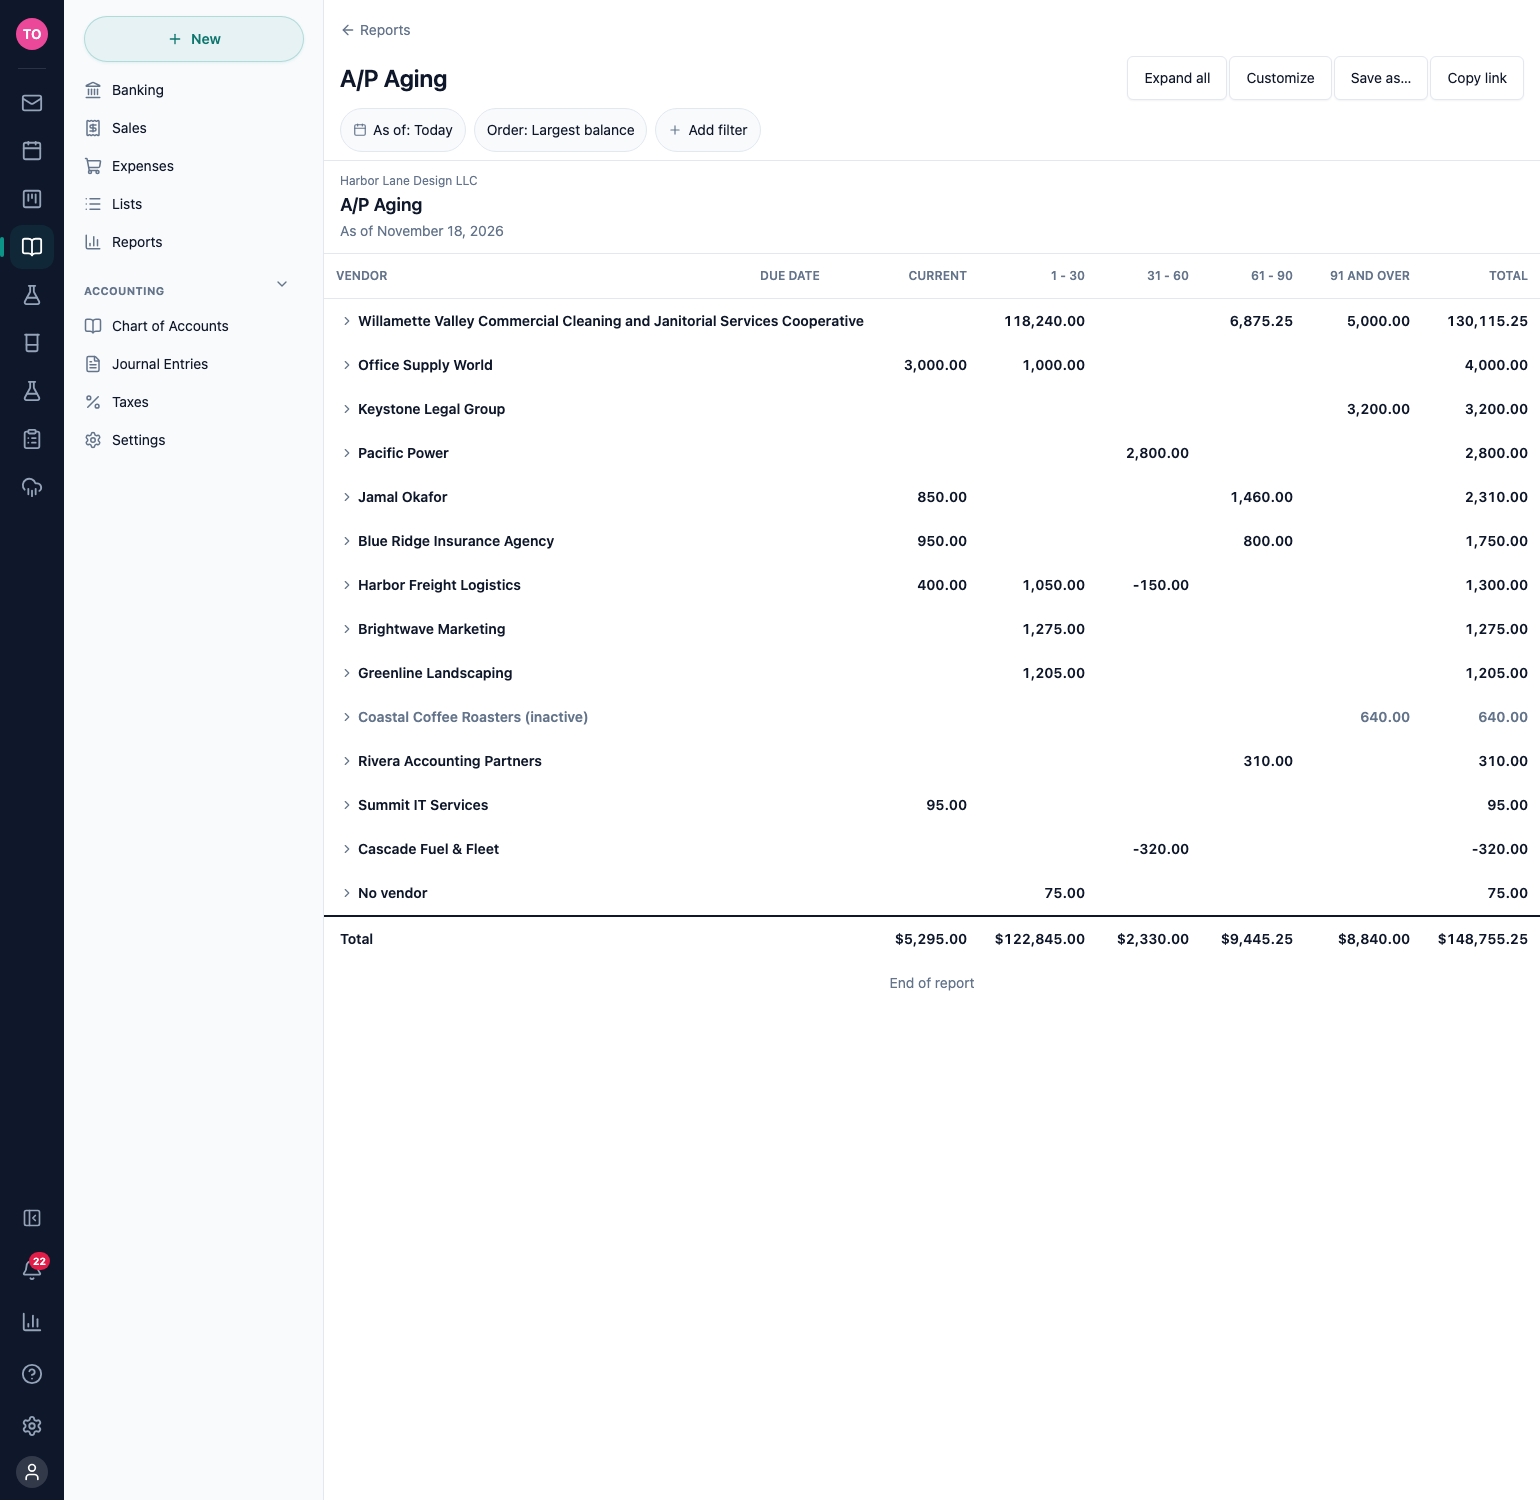 TO
New
Banking
Sales
Expenses
Lists
Reports
ACCOUNTING
Chart of Accounts
Journal Entries
Taxes
Settings
22
Reports
A/P Aging
Expand all Customize Save as... Copy link
As of: Today Order: Largest balance Add filter
Harbor Lane Design LLC
A/P Aging
As of November 18, 2026
VENDOR DUE DATE CURRENT 1 - 30 31 - 60 61 - 90 91 AND OVER TOTAL
Willamette Valley Commercial Cleaning and Janitorial Services Cooperative 118,240.00 6,875.25 5,000.00 130,115.25
Office Supply World 3,000.00 1,000.00 4,000.00
Keystone Legal Group 3,200.00 3,200.00
Pacific Power 2,800.00 2,800.00
Jamal Okafor 850.00 1,460.00 2,310.00
Blue Ridge Insurance Agency 950.00 800.00 1,750.00
Harbor Freight Logistics 400.00 1,050.00 -150.00 1,300.00
Brightwave Marketing 1,275.00 1,275.00
Greenline Landscaping 1,205.00 1,205.00
Coastal Coffee Roasters (inactive) 640.00 640.00
Rivera Accounting Partners 310.00 310.00
Summit IT Services 95.00 95.00
Cascade Fuel & Fleet -320.00 -320.00
No vendor 75.00 75.00
Total $5,295.00 $122,845.00 $2,330.00 $9,445.25 $8,840.00 $148,755.25
End of report